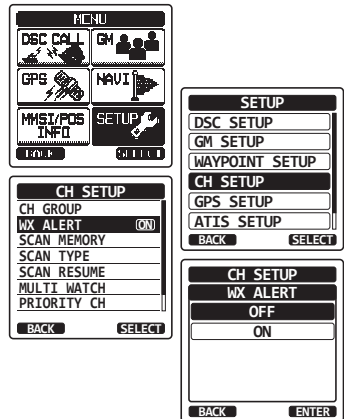 MENU
DSC CALL
GM
GPS
NAVI
MMSI/POS
INFO
SETUP
BACK
SELECT
SETUP
DSC SETUP
GM SETUP
WAYPOINT SETUP
CH SETUP
GPS SETUP
ATIS SETUP
BACK
SELECT
CH SETUP
CH GROUP
WX ALERT ON
SCAN MEMORY
SCAN TYPE
SCAN RESUME
MULTI WATCH
PRIORITY CH
BACK
SELECT
CH SETUP
WX ALERT
OFF
ON
BACK
ENTER